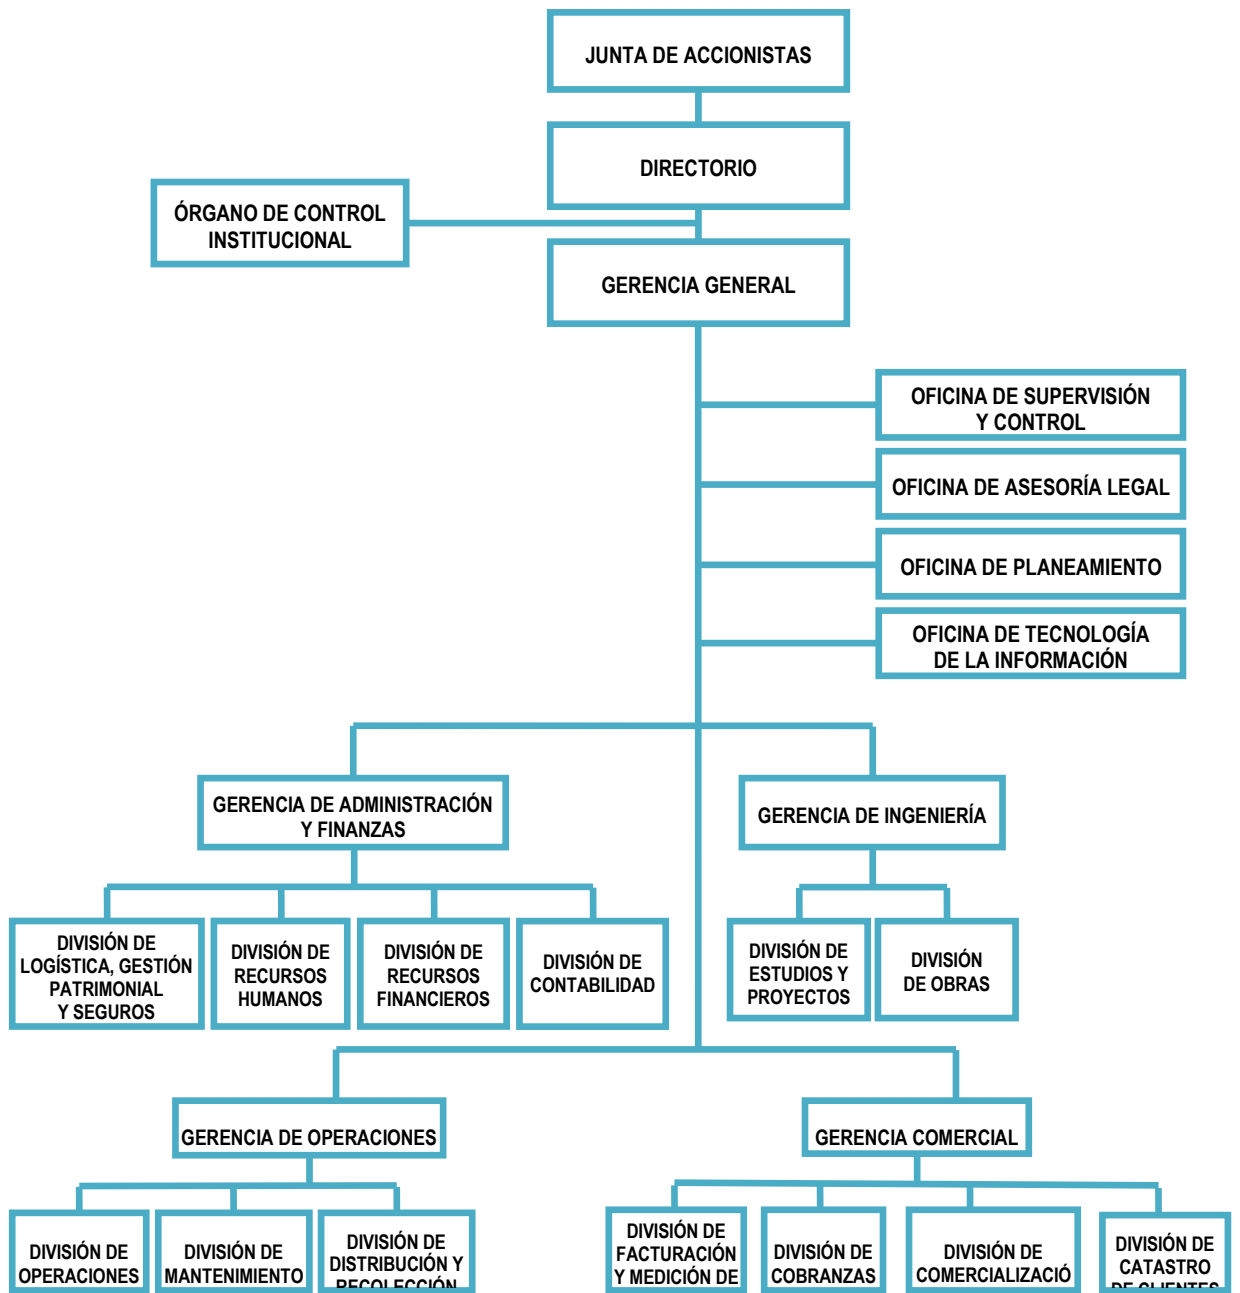 JUNTA DE ACCIONISTAS
DIRECTORIO
ÓRGANO DE CONTROL
INSTITUCIONAL
GERENCIA GENERAL
OFICINA DE SUPERVISIÓN
Y CONTROL
OFICINA DE ASESORÍA LEGAL
OFICINA DE PLANEAMIENTO
OFICINA DE TECNOLOGÍA
DE LA INFORMACIÓN
GERENCIA DE ADMINISTRACIÓN
Y FINANZAS
GERENCIA DE INGENIERÍA
DIVISIÓN DE
LOGÍSTICA, GESTIÓN
PATRIMONIAL
Y SEGUROS
DIVISIÓN DE
RECURSOS
HUMANOS
DIVISIÓN DE
RECURSOS
FINANCIEROS
DIVISIÓN DE
CONTABILIDAD
DIVISIÓN DE
ESTUDIOS Y
PROYECTOS
DIVISIÓN
DE OBRAS
GERENCIA DE OPERACIONES
GERENCIA COMERCIAL
DIVISIÓN DE
OPERACIONES
DIVISIÓN DE
MANTENIMIENTO
DIVISIÓN DE
DISTRIBUCIÓN Y
RECOLECCIÓN
DIVISIÓN DE
FACTURACIÓN
Y MEDICIÓN DE
DIVISIÓN DE
COBRANZAS
DIVISIÓN DE
COMERCIALIZACIÓ
DIVISIÓN DE
CATASTRO
DE CLIENTES